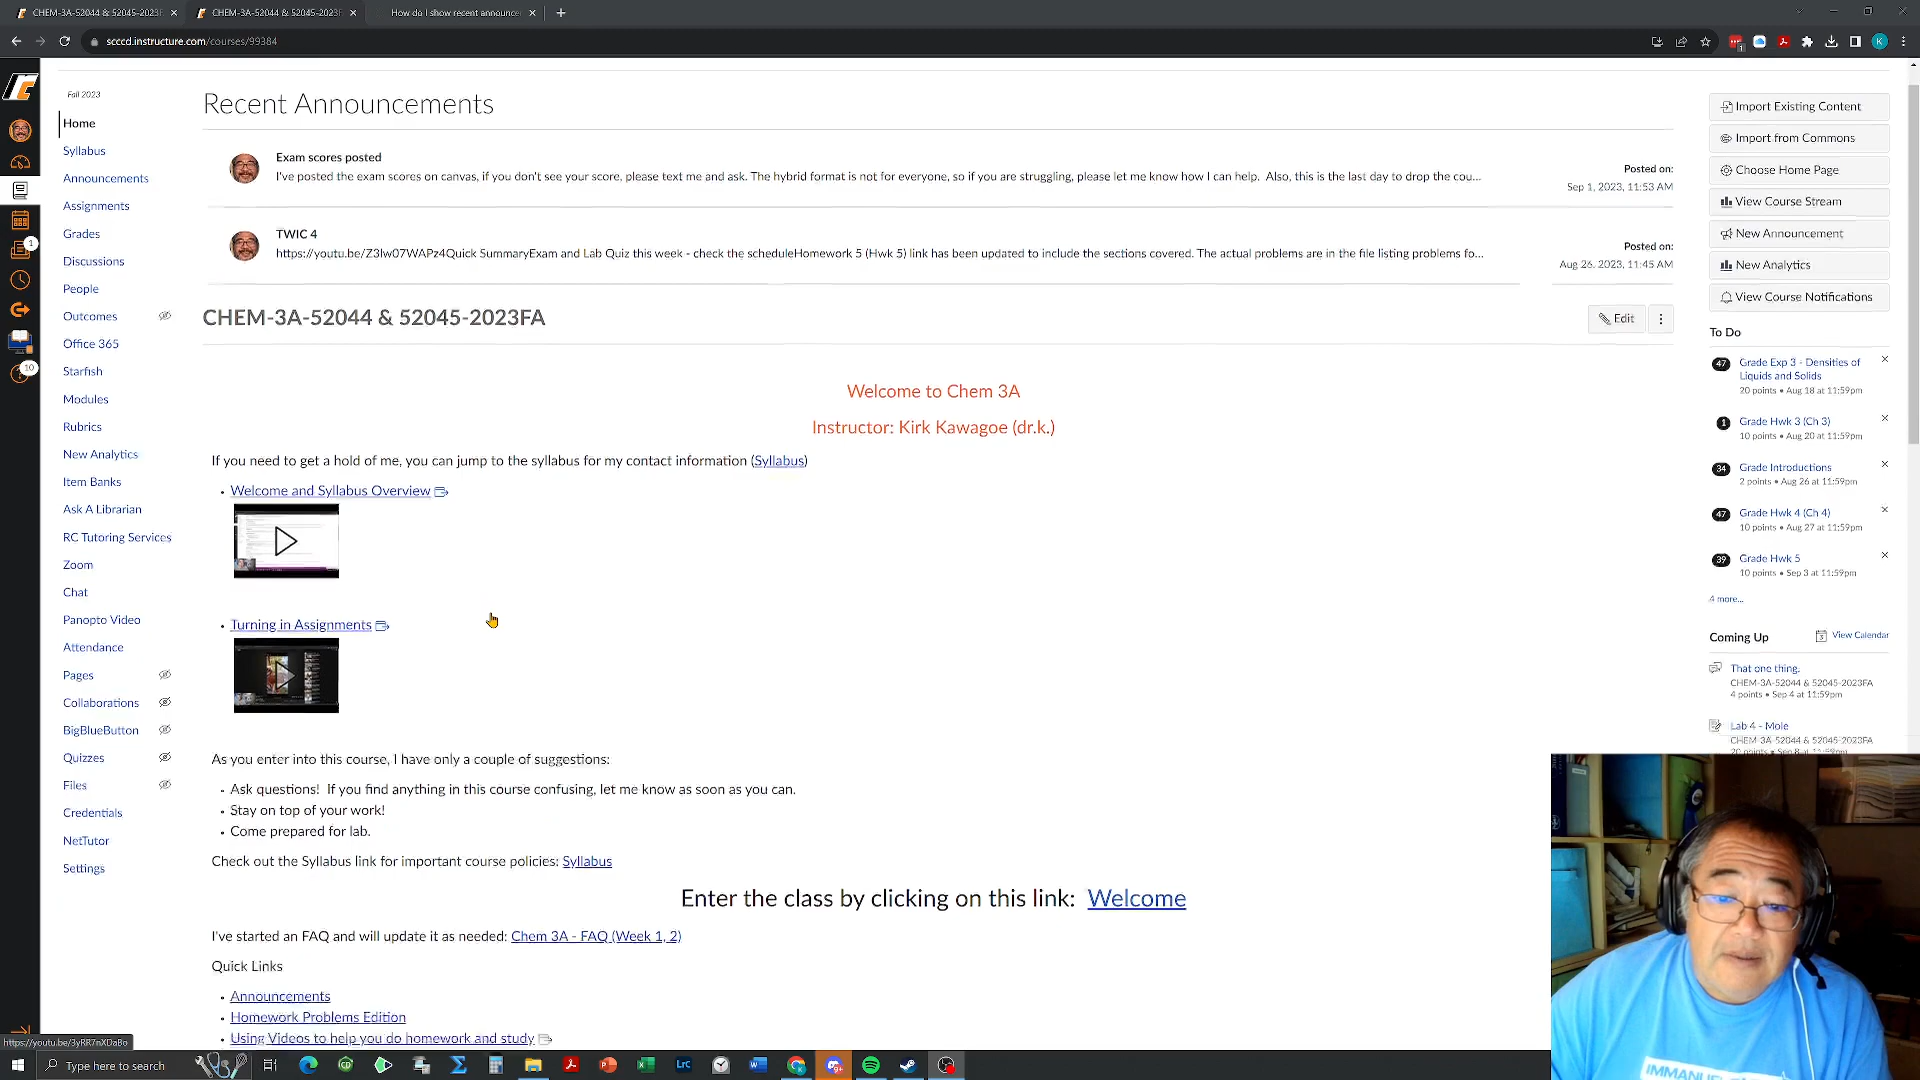 CHEM-3A-52044 & 52045-2023F
CHEM-3A-52044 & 52045-2023F
How do I show recent announce
scccd.instructure.com/courses/99384
Fall 2023
Home
Syllabus
Announcements
Assignments
Grades
Discussions
People
Outcomes
Office 365
Starfish
Modules
Rubrics
New Analytics
Item Banks
Ask A Librarian
RC Tutoring Services
Zoom
Chat
Panopto Video
Attendance
Pages
Collaborations
BigBlueButton
Quizzes
Files
Credentials
NetTutor
Settings
1
10
Recent Announcements
Exam scores posted
I've posted the exam scores on canvas, if you don't see your score, please text me and ask. The hybrid format is not for everyone, so if you are struggling, please let me know how I can help. Also, this is the last day to drop the cou...
Posted on:
Sep 1, 2023, 11:53 AM
TWIC 4
https://youtu.be/Z3lw07WAPz4Quick SummaryExam and Lab Quiz this week - check the scheduleHomework 5 (Hwk 5) link has been updated to include the sections covered. The actual problems are in the file listing problems fo...
Posted on:
Aug 26, 2023, 11:45 AM
CHEM-3A-52044 & 52045-2023FA
Edit
Welcome to Chem 3A
Instructor: Kirk Kawagoe (dr.k.)
If you need to get a hold of me, you can jump to the syllabus for my contact information (Syllabus)
Welcome and Syllabus Overview
Turning in Assignments
As you enter into this course, I have only a couple of suggestions:
Ask questions! If you find anything in this course confusing, let me know as soon as you can.
Stay on top of your work!
Come prepared for lab.
Check out the Syllabus link for important course policies: Syllabus
Enter the class by clicking on this link: Welcome
I've started an FAQ and will update it as needed: Chem 3A - FAQ (Week 1, 2)
Quick Links
Announcements
Homework Problems Edition
Using Videos to help you do homework and study
Import Existing Content
Import from Commons
Choose Home Page
View Course Stream
New Announcement
New Analytics
View Course Notifications
To Do
47 Grade Exp 3 - Densities of
Liquids and Solids
20 points • Aug 18 at 11:59pm
1 Grade Hwk 3 (Ch 3)
10 points • Aug 20 at 11:59pm
34 Grade Introductions
2 points • Aug 26 at 11:59pm
47 Grade Hwk 4 (Ch 4)
10 points • Aug 27 at 11:59pm
39 Grade Hwk 5
10 points • Sep 3 at 11:59pm
4 more...
Coming Up
View Calendar
That one thing.
CHEM-3A-52044 & 52045-2023FA
4 points • Sep 4 at 11:59pm
Lab 4 - Mole
CHEM-3A-52044 & 52045-2023FA
20 points • Sep 8 at 11:59pm
https://youtu.be/3yRR7nXDaBo
Type here to search